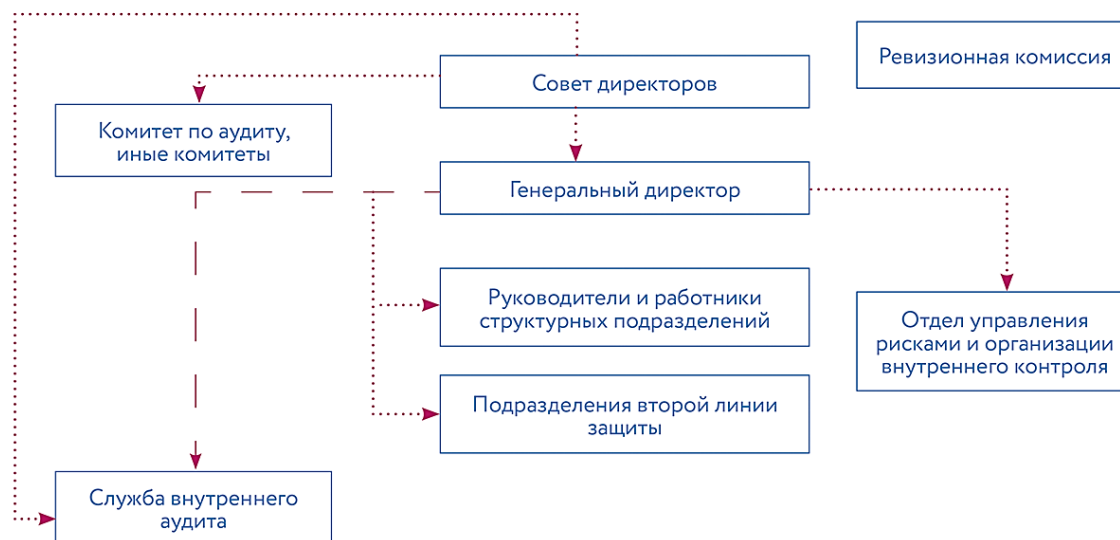 Ревизионная комиссия
Совет директоров
Комитет по аудиту,
иные комитеты
Генеральный директор
Руководители и работники
структурных подразделений
Отдел управления
рисками и организации
внутреннего контроля
Подразделения второй линии
защиты
Служба внутреннего
аудита